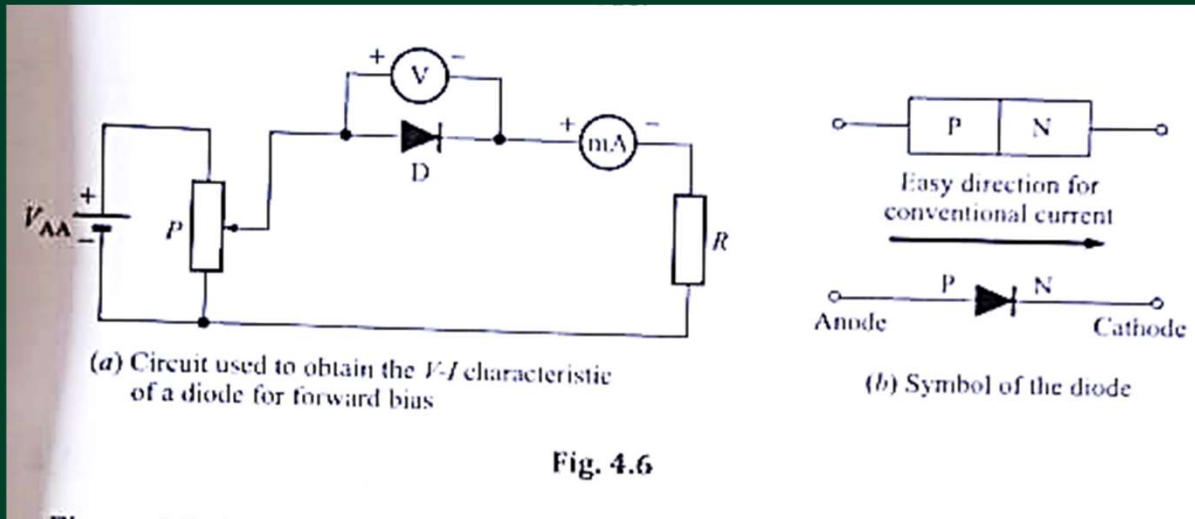 + V −
D
+ mA −
V_AA
+
−
P
R
(a) Circuit used to obtain the V-I characteristic
of a diode for forward bias
P N
Easy direction for
conventional current
P N
Anode Cathode
(b) Symbol of the diode
Fig. 4.6